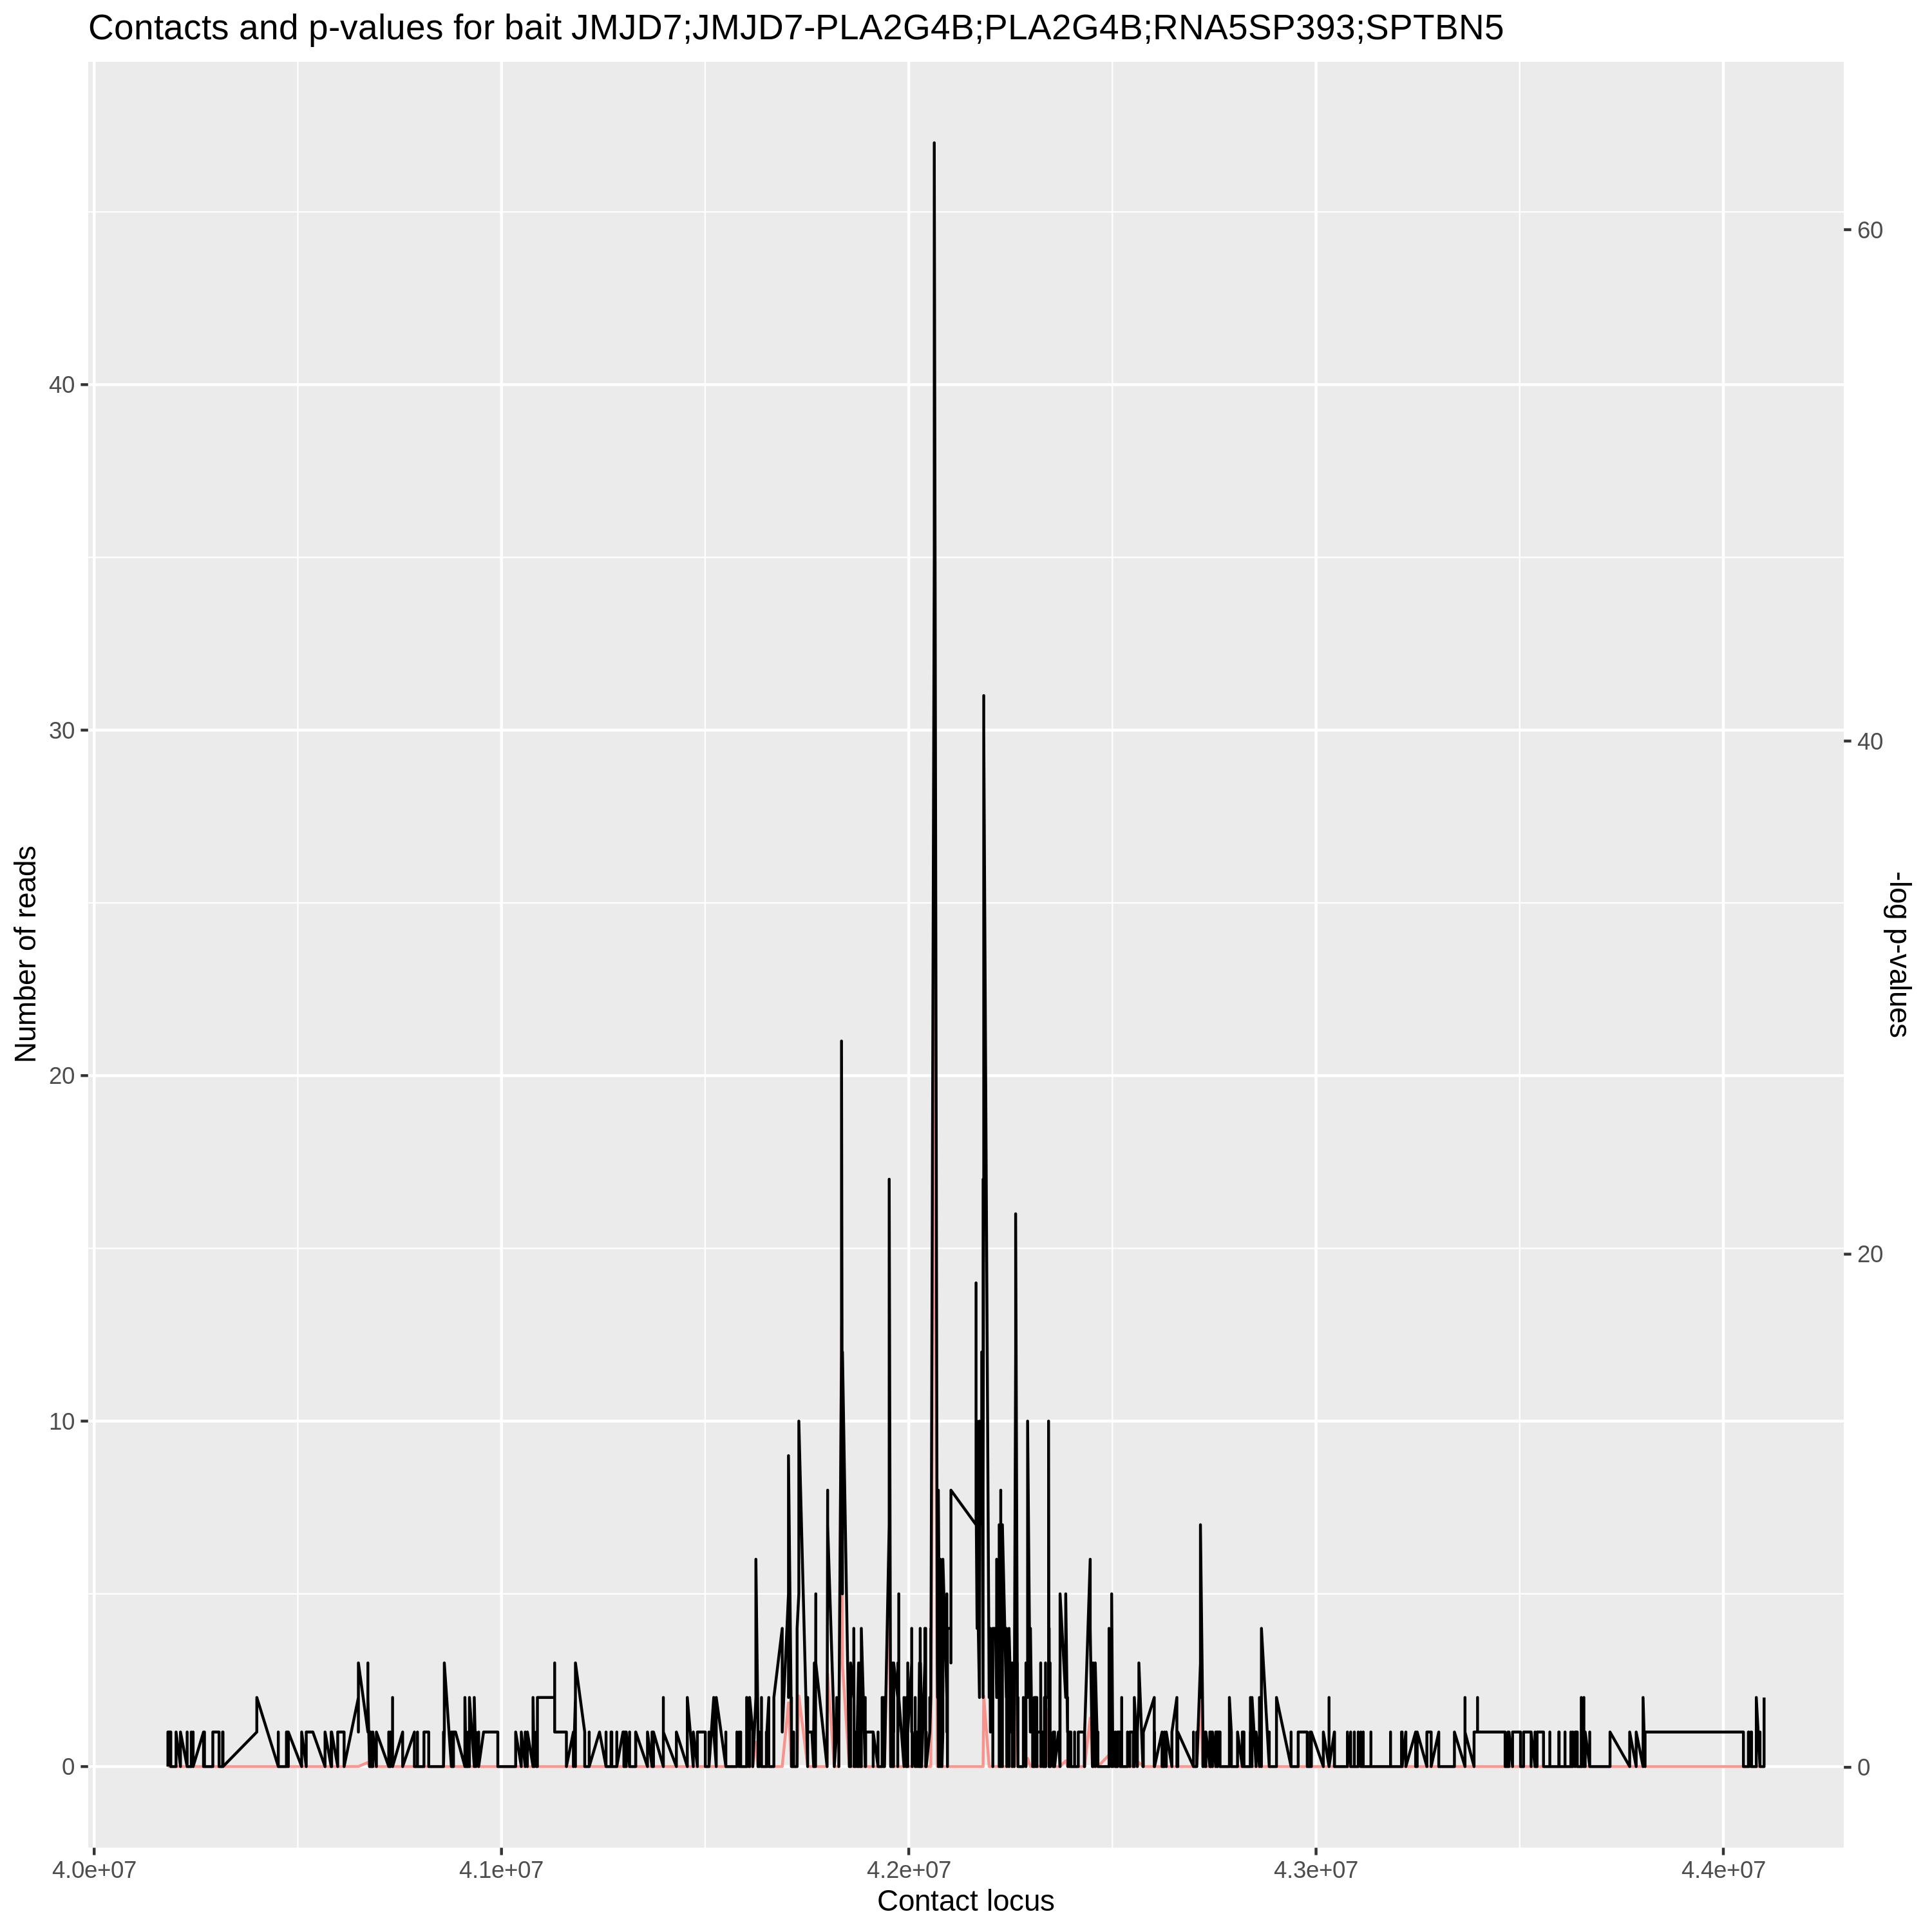 Contacts and p-values for bait JMJD7;JMJD7-PLA2G4B;PLA2G4B;RNA5SP393;SPTBN5
Number of reads
40
30
20
10
0
60
40
20
0
-log p-values
4.0e+07
4.1e+07
4.2e+07
4.3e+07
4.4e+07
Contact locus